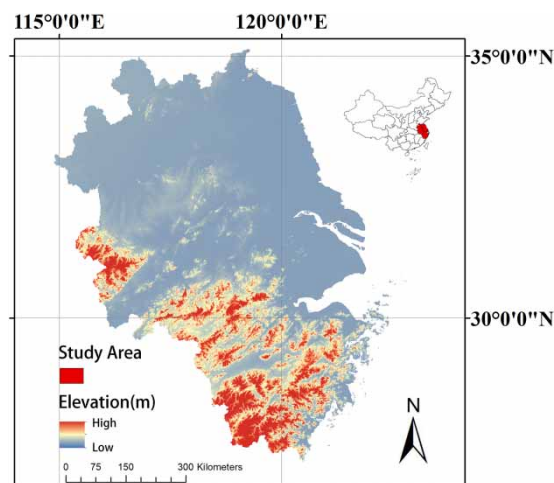 115°0'0"E 120°0'0"E
35°0'0"N
30°0'0"N
Study Area
Elevation(m)
High
Low
N
0 75 150 300 Kilometers